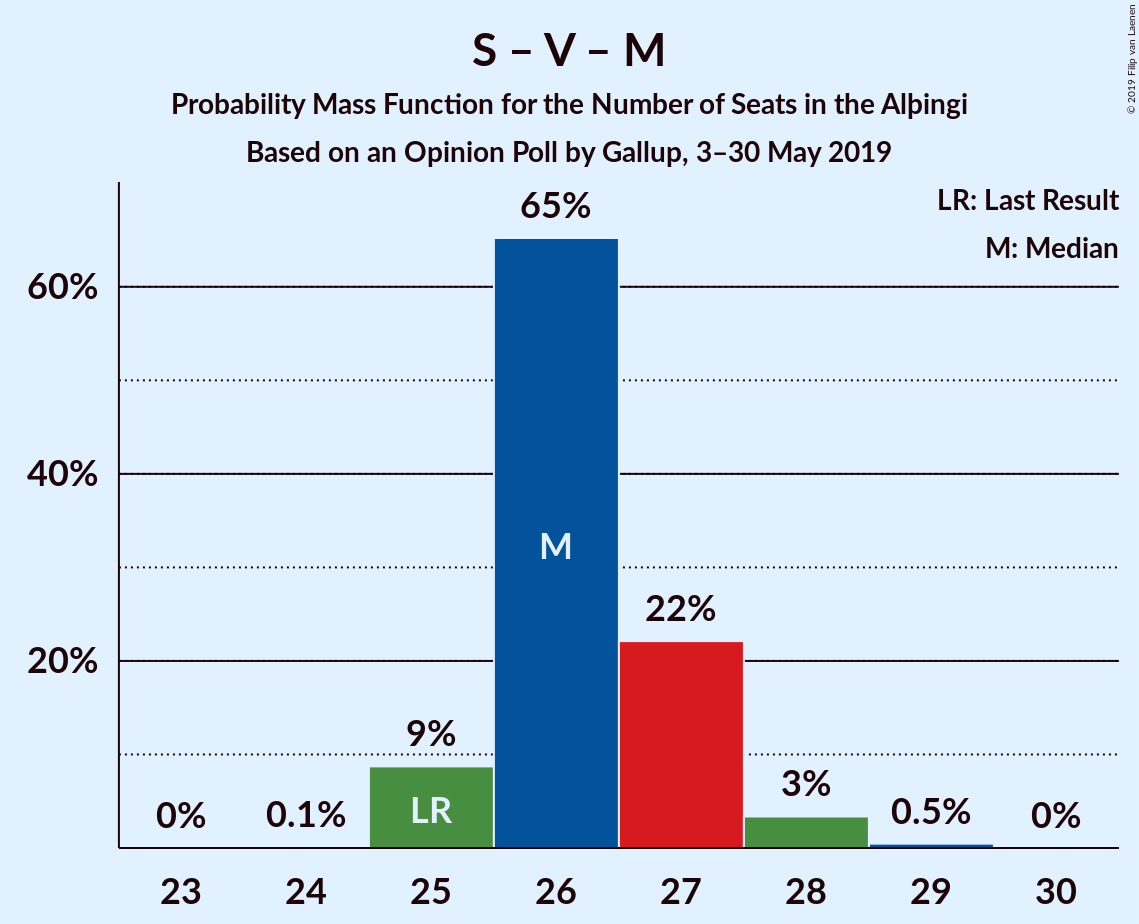 S – V – M
Probability Mass Function for the Number of Seats in the Alþingi
Based on an Opinion Poll by Gallup, 3–30 May 2019
© 2019 Filip van Laenen
LR: Last Result
M: Median
60%
40%
20%
0%
0.1%
9%
65%
22%
3%
0.5%
0%
LR
M
23 24 25 26 27 28 29 30